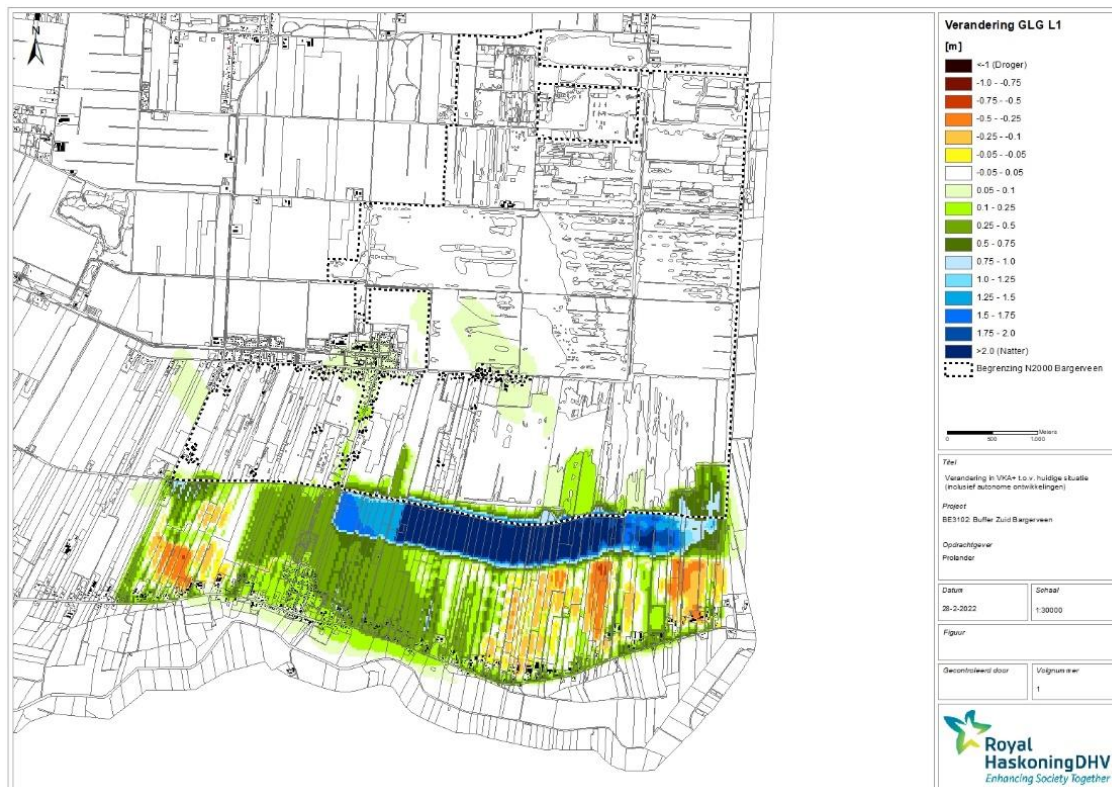 N
Verandering GLG L1
[m]
<-1 (Droger)
-1.0 - -0.75
-0.75 - -0.5
-0.5 - -0.25
-0.25 - -0.1
-0.05 - -0.05
-0.05 - 0.05
0.05 - 0.1
0.1 - 0.25
0.25 - 0.5
0.5 - 0.75
0.75 - 1.0
1.0 - 1.25
1.25 - 1.5
1.5 - 1.75
1.75 - 2.0
>2.0 (Natter)
Begrenzing N2000 Bargerveen
Meters
0 500 1.000
Titel
Verandering in VKA+ t.o.v. huidige situatie
(inclusief autonome ontwikkelingen)
Project
BE3102: Buffer Zuid Bargerveen
Opdrachtgever
Prolander
Datum
28-2-2022
Schaal
1:30000
Figuur
Gecontroleerd door
Volgnummer
1
Royal
HaskoningDHV
Enhancing Society Together